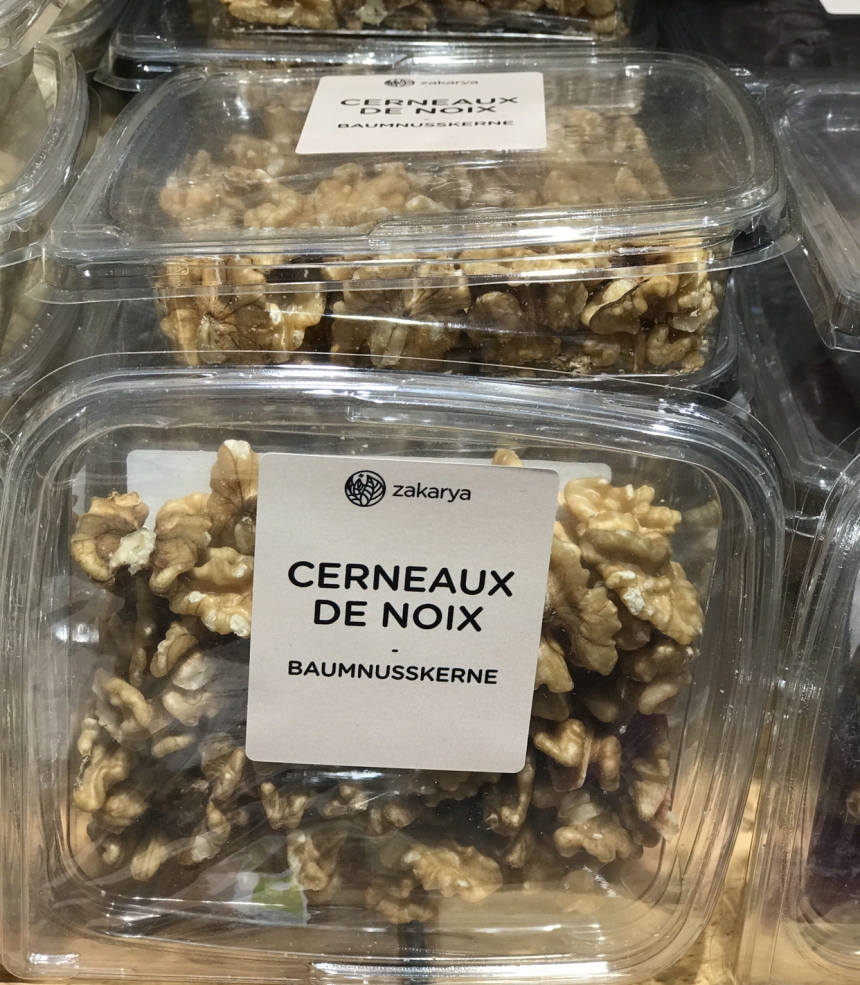 zakarya
CERNEAUX
DE NOIX
-
BAUMNUSSKERNE
zakarya
CERNEAUX
DE NOIX
-
BAUMNUSSKERNE